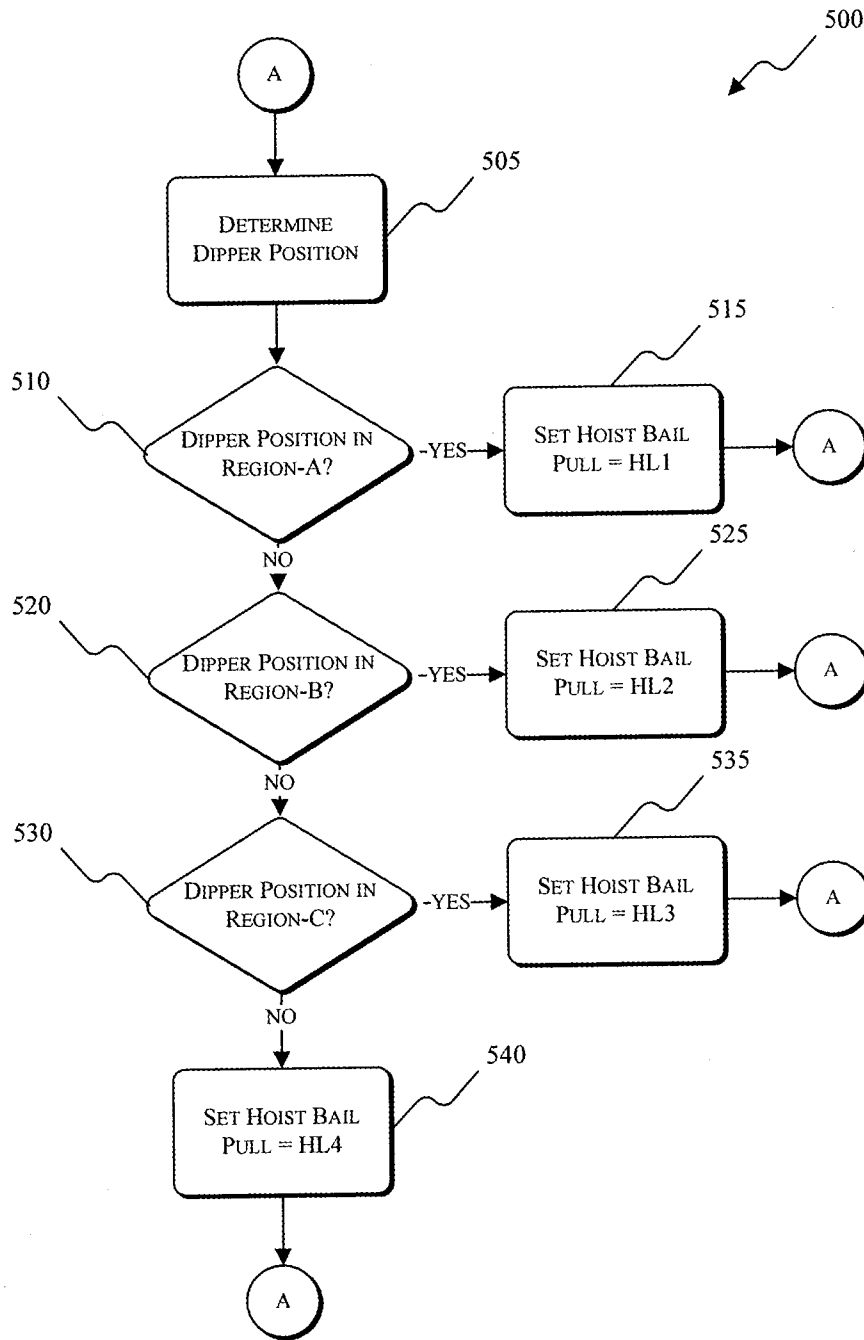 500
A
505
DETERMINE
DIPPER POSITION
510
DIPPER POSITION IN
REGION-A?
YES
515
SET HOIST BAIL
PULL = HL1
A
NO
520
DIPPER POSITION IN
REGION-B?
YES
525
SET HOIST BAIL
PULL = HL2
A
NO
530
DIPPER POSITION IN
REGION-C?
YES
535
SET HOIST BAIL
PULL = HL3
A
NO
540
SET HOIST BAIL
PULL = HL4
A